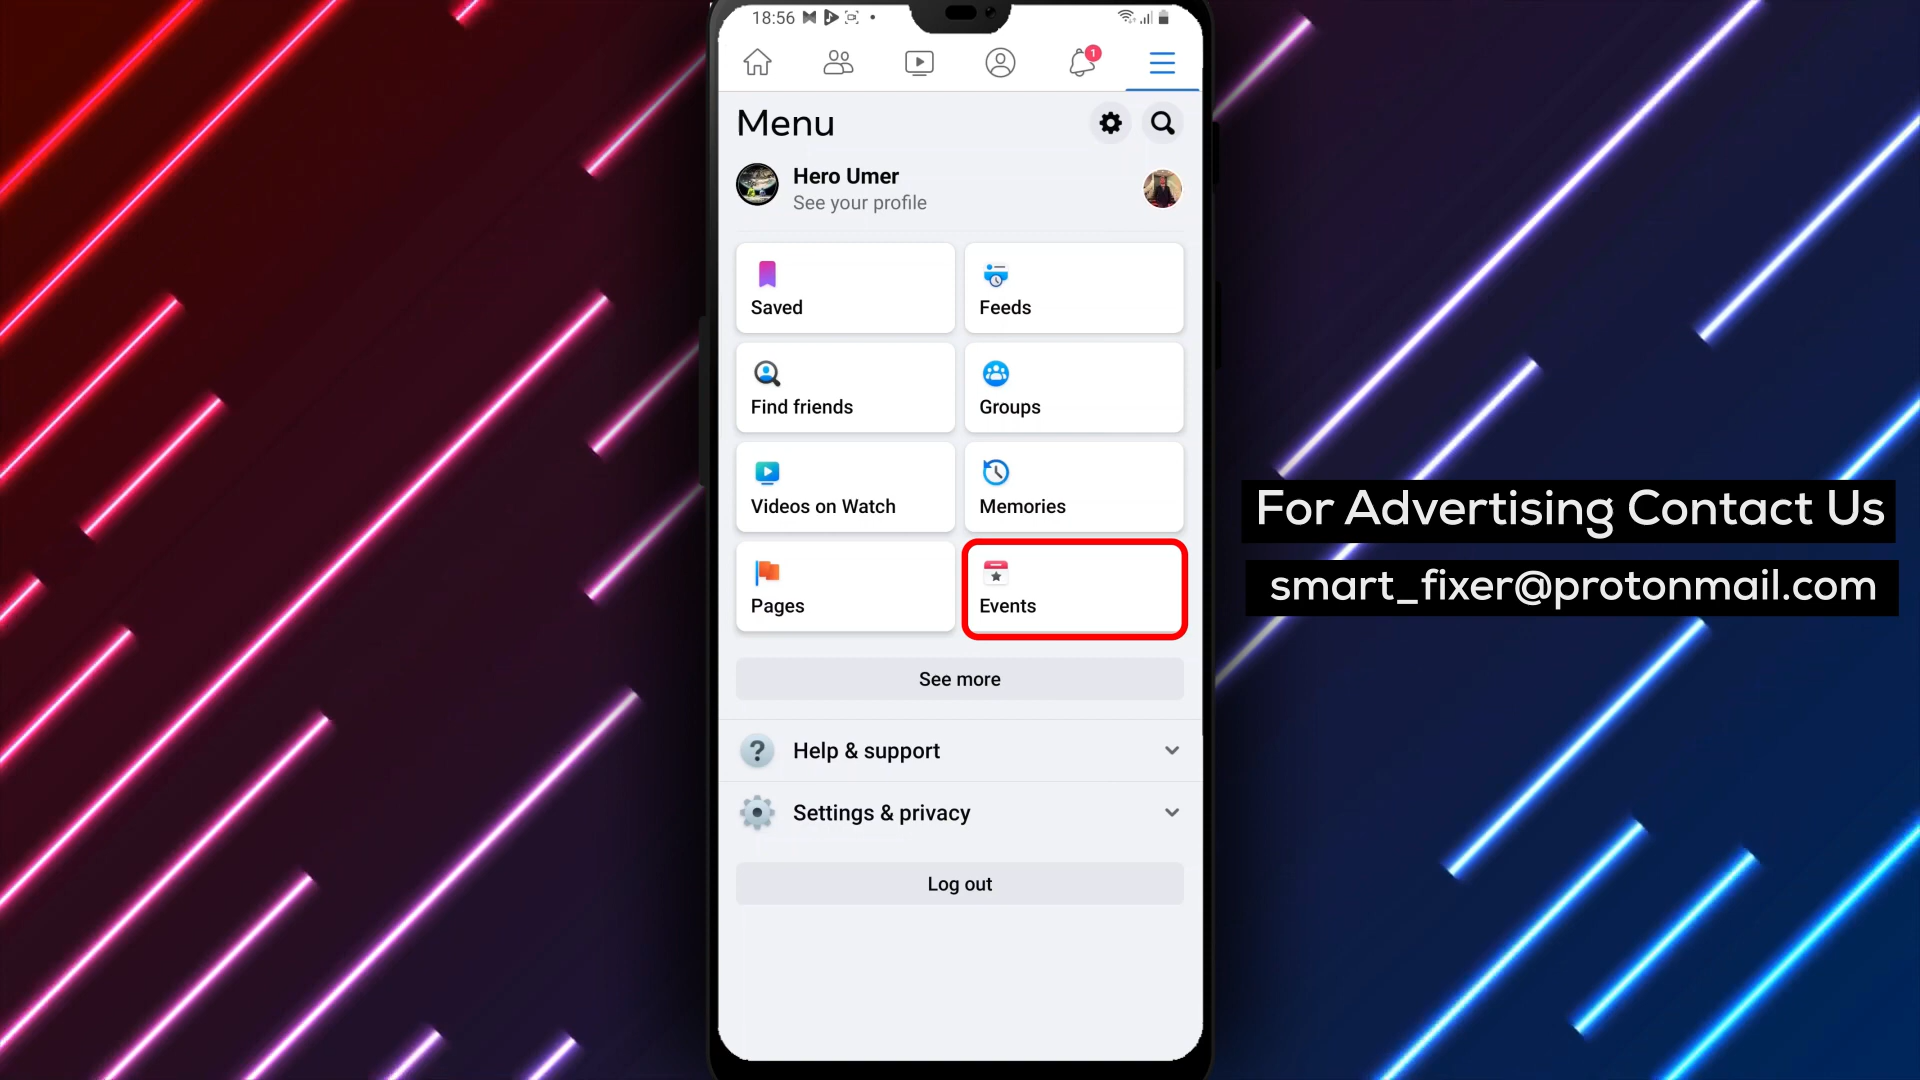 18:56
1
Menu
Hero Umer
See your profile
Saved
Feeds
Find friends
Groups
Videos on Watch
Memories
Pages
Events
See more
Help & support
Settings & privacy
Log out
For Advertising Contact Us
smart_fixer@protonmail.com